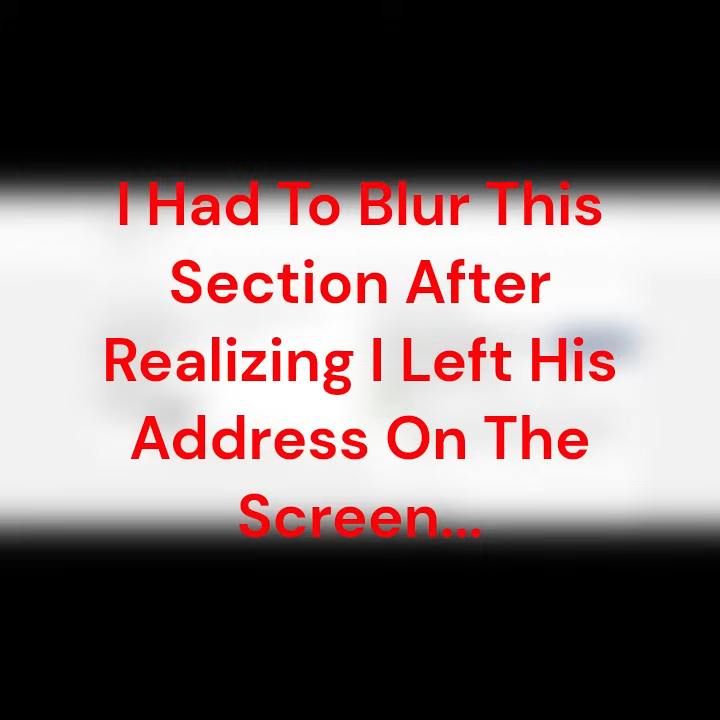 I Had To Blur This
Section After
Realizing I Left His
Address On The
Screen...